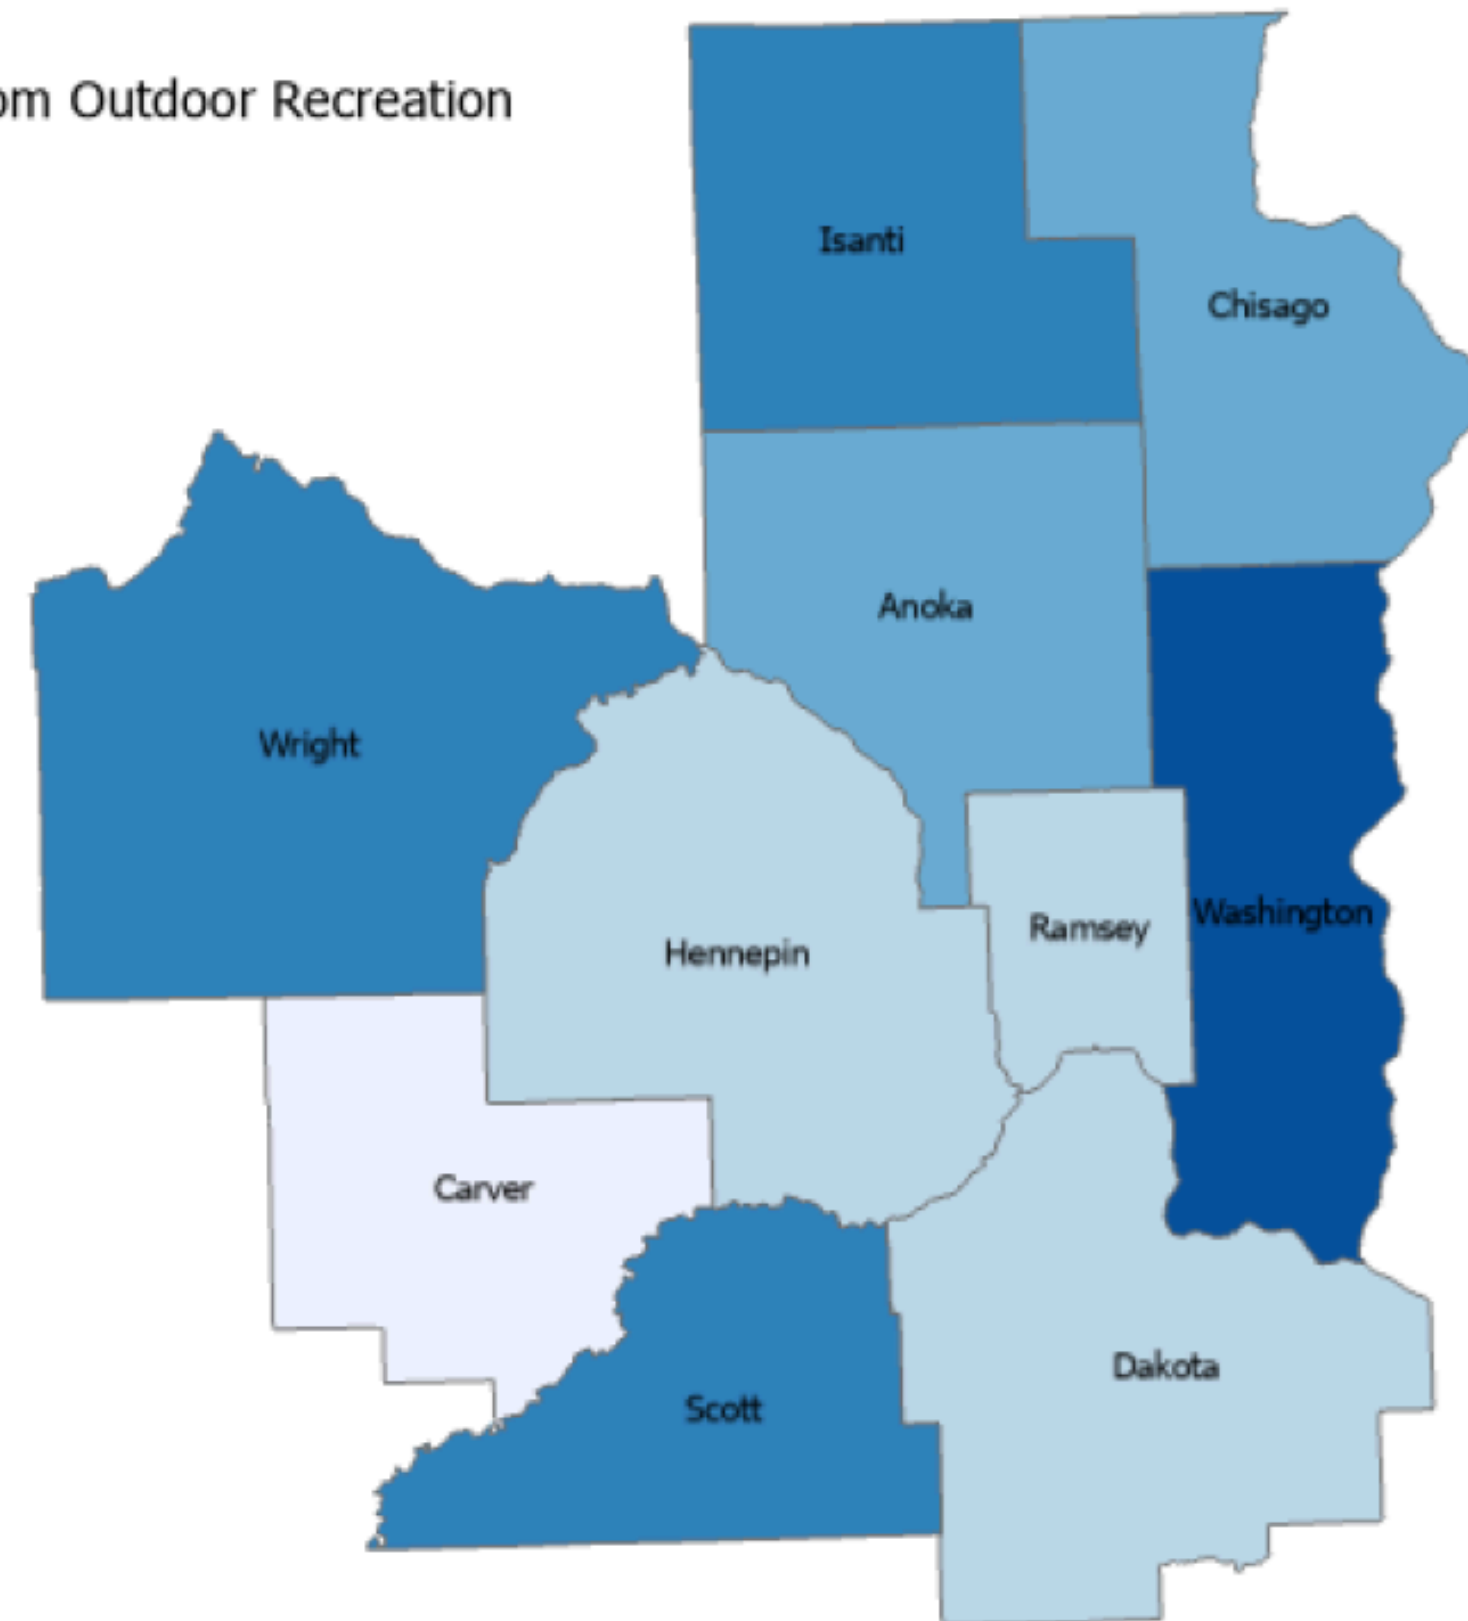 om Outdoor Recreation
Isanti
Chisago
Anoka
Wright
Washington
Ramsey
Hennepin
Carver
Dakota
Scott